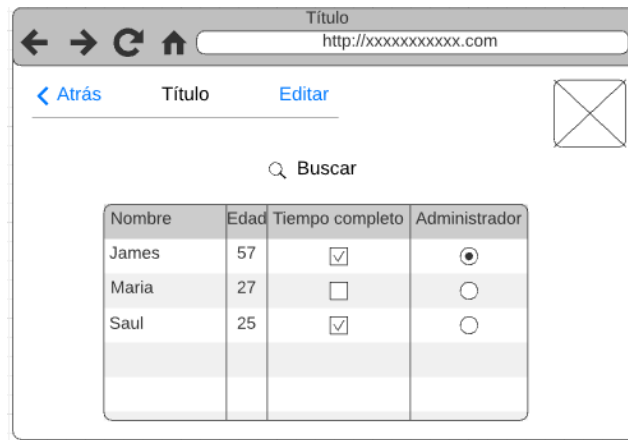 Título
http://xxxxxxxxxxx.com
Atrás Título Editar
Buscar
Nombre Edad Tiempo completo Administrador
James 57
Maria 27
Saul 25